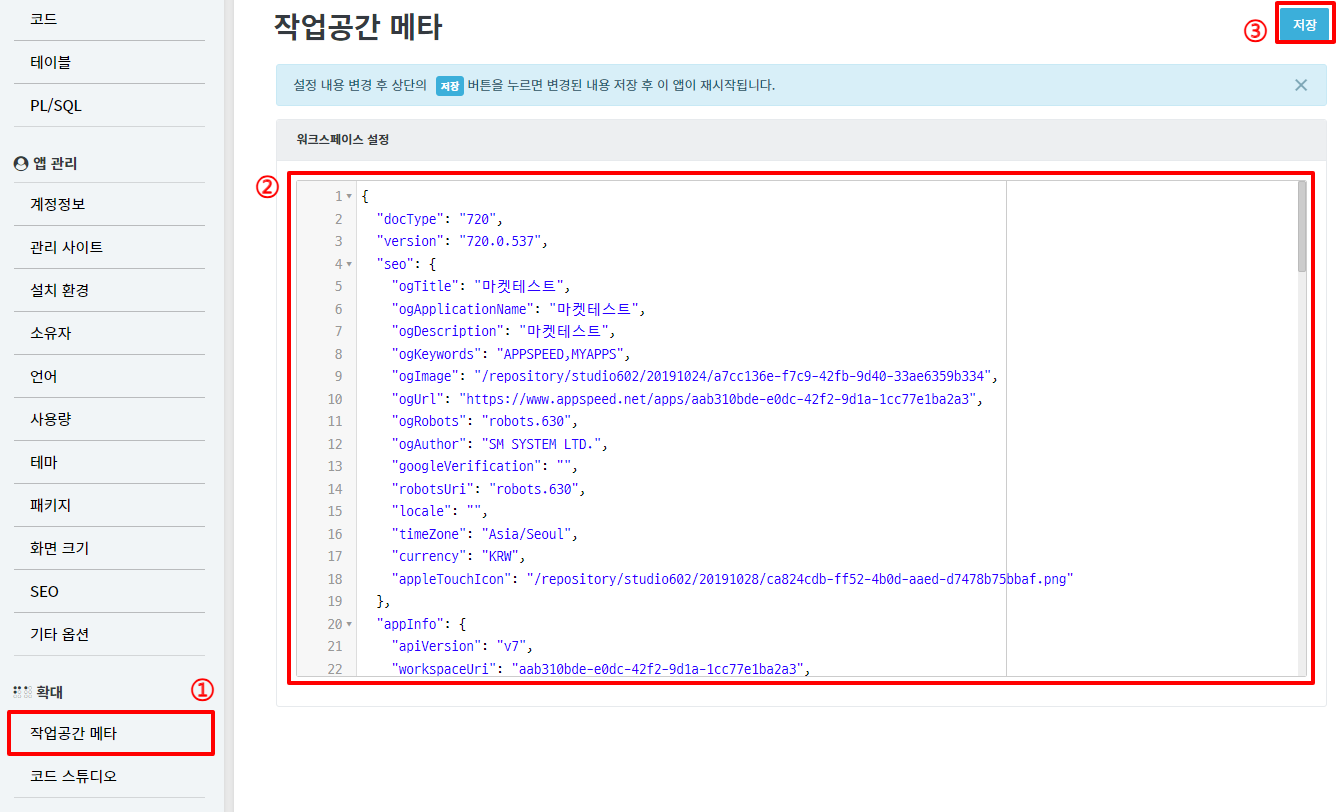 코드
테이블
PL/SQL
앱 관리
계정정보
관리 사이트
설치 환경
소유자
언어
사용량
테마
패키지
화면 크기
SEO
기타 옵션
확대
①
작업공간 메타
코드 스튜디오
작업공간 메타
③
저장
설정 내용 변경 후 상단의 저장 버튼을 누르면 변경된 내용 저장 후 이 앱이 재시작됩니다. ×
워크스페이스 설정
②
1 {
2 "docType": "720",
3 "version": "720.0.537",
4 "seo": {
5 "ogTitle": "마켓테스트",
6 "ogApplicationName": "마켓테스트",
7 "ogDescription": "마켓테스트",
8 "ogKeywords": "APPSPEED,MYAPPS",
9 "ogImage": "/repository/studio602/20191024/a7cc136e-f7c9-42fb-9d40-33ae6359b334",
10 "ogUrl": "https://www.appspeed.net/apps/aab310bde-e0dc-42f2-9d1a-1cc77e1ba2a3",
11 "ogRobots": "robots.630",
12 "ogAuthor": "SM SYSTEM LTD.",
13 "googleVerification": "",
14 "robotsUri": "robots.630",
15 "locale": "",
16 "timeZone": "Asia/Seoul",
17 "currency": "KRW",
18 "appleTouchIcon": "/repository/studio602/20191028/ca824cdb-ff52-4b0d-aaed-d7478b75bbaf.png"
19 },
20 "appInfo": {
21 "apiVersion": "v7",
22 "workspaceUri": "aab310bde-e0dc-42f2-9d1a-1cc77e1ba2a3",